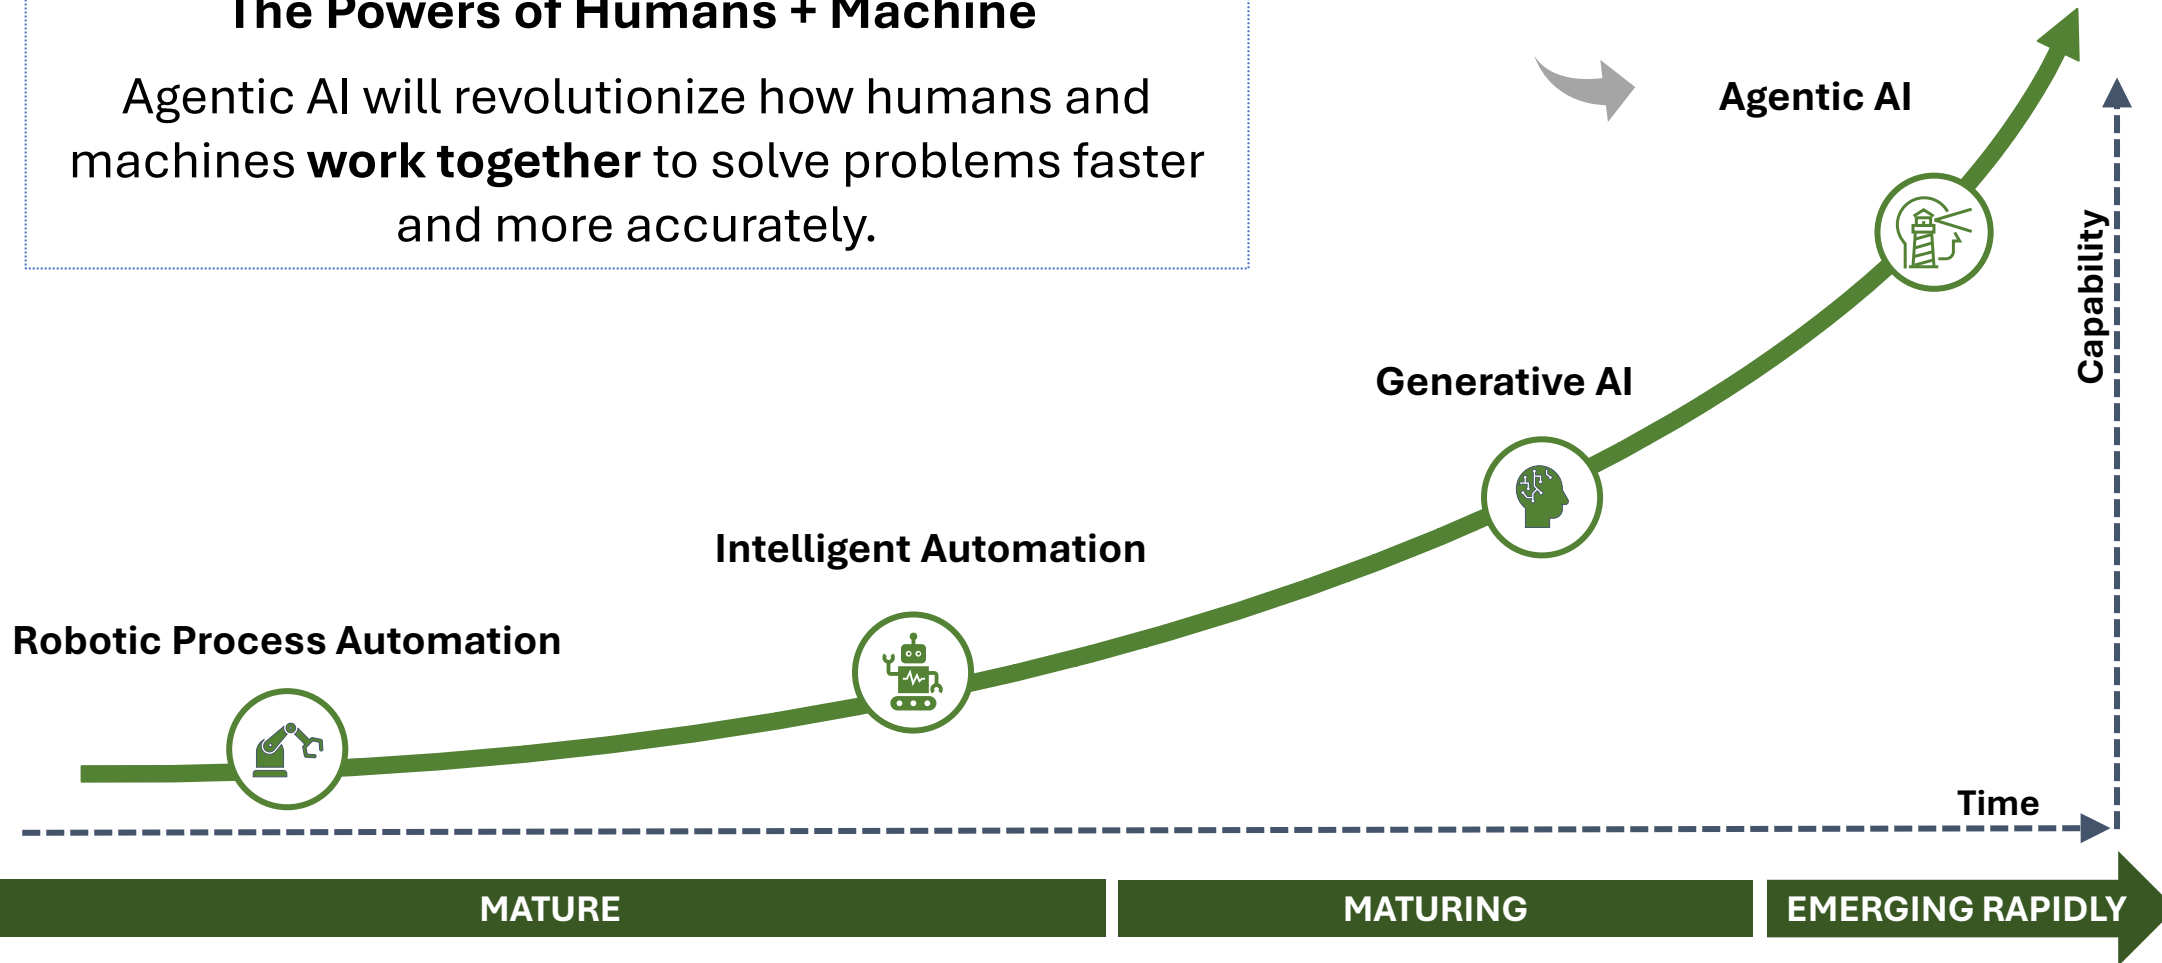 The Powers of Humans + Machine
Agentic AI will revolutionize how humans and
machines work together to solve problems faster
and more accurately.
Agentic AI
Capability
Generative AI
Intelligent Automation
Robotic Process Automation
Time
MATURE
MATURING
EMERGING RAPIDLY